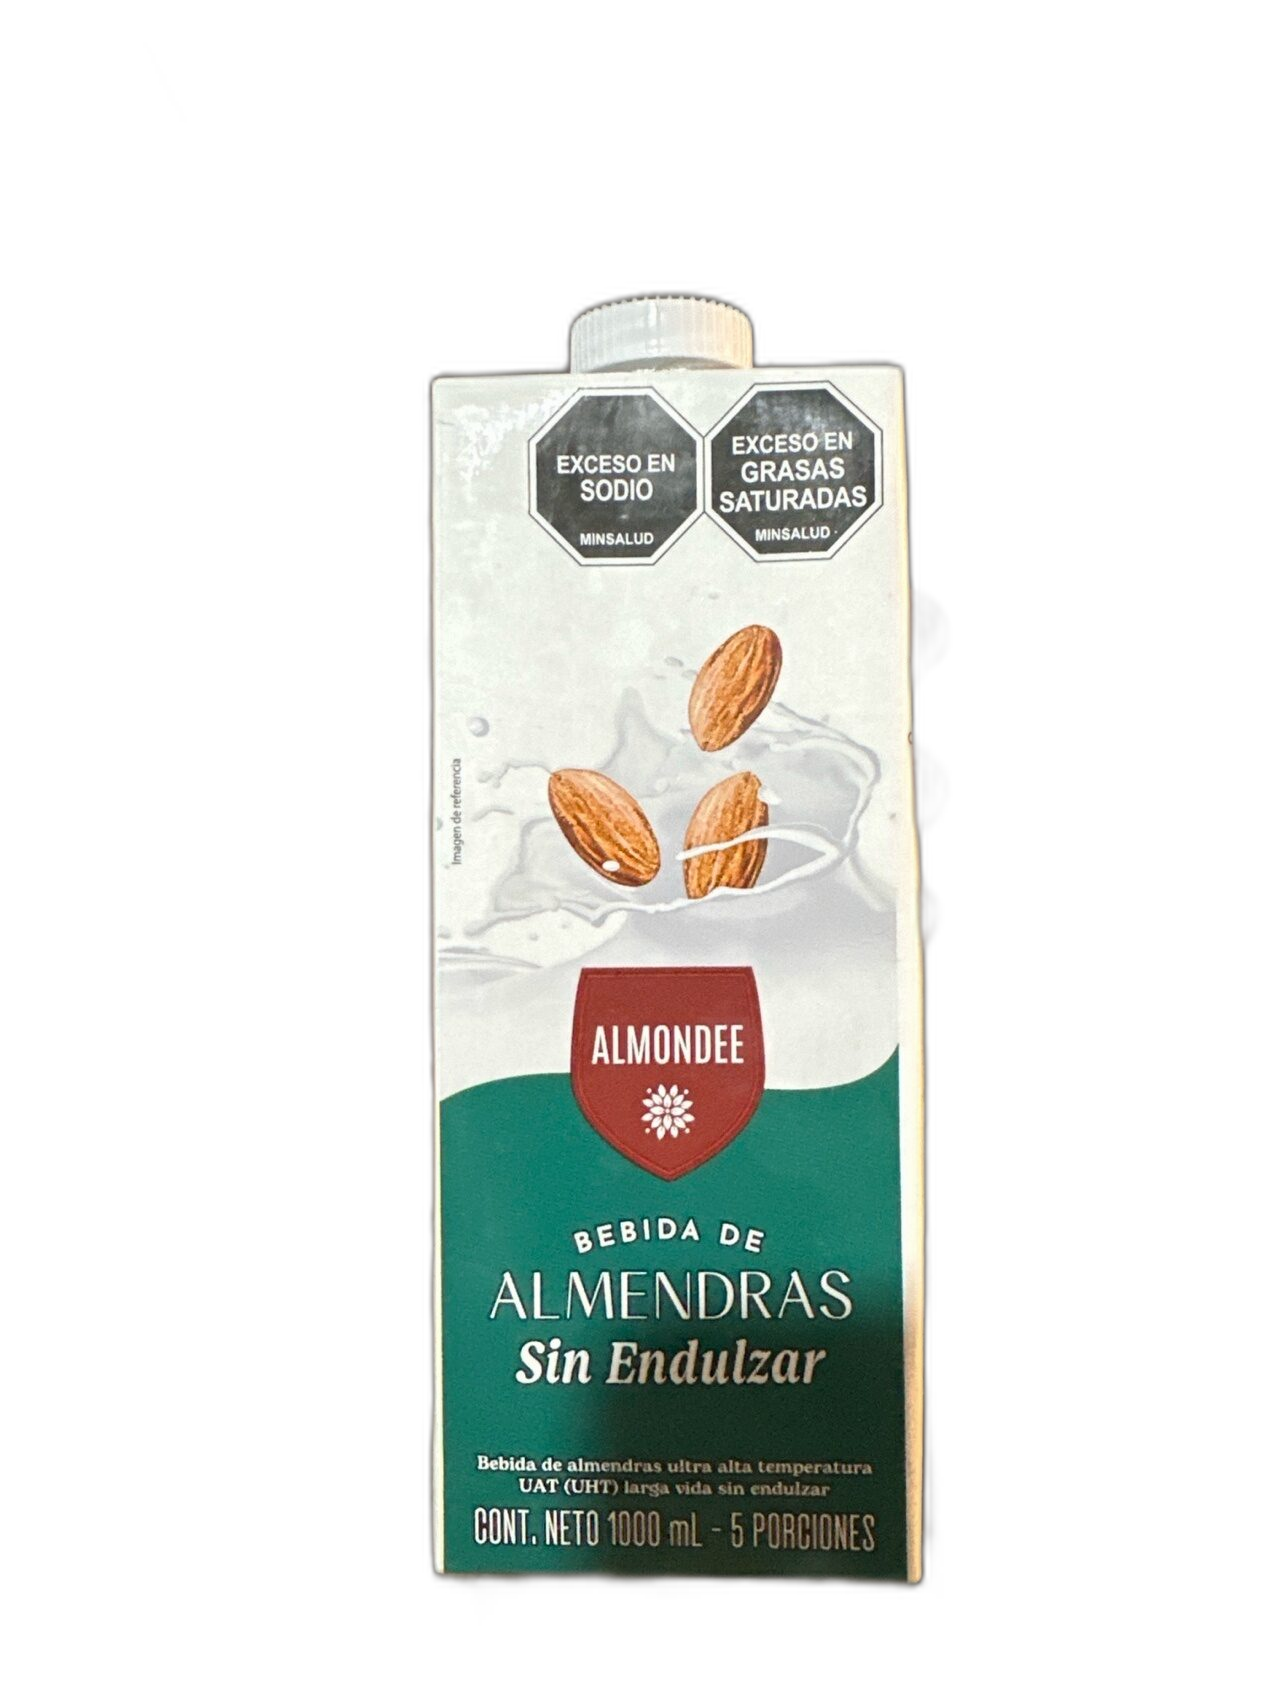 EXCESO EN
SODIO
MINSALUD
EXCESO EN
GRASAS
SATURADAS
MINSALUD
Imagen de referencia
ALMONDEE
BEBIDA DE
ALMENDRAS
Sin Endulzar
Bebida de almendras ultra alta temperatura
UAT (UHT) larga vida sin endulzar
CONT. NETO 1000 mL - 5 PORCIONES